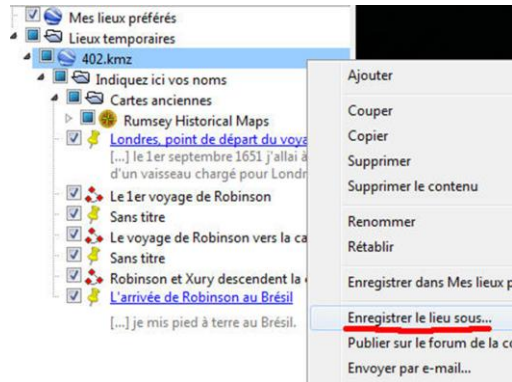 Mes lieux préférés
Lieux temporaires
402.kmz
Indiquez ici vos noms
Cartes anciennes
Rumsey Historical Maps
Londres, point de départ du voya
[...] le 1er septembre 1651 j'allai à
d'un vaisseau chargé pour Londr
Le 1er voyage de Robinson
Sans titre
Le voyage de Robinson vers la ca
Sans titre
Robinson et Xury descendent la
L'arrivée de Robinson au Brésil
[...] je mis pied à terre au Brésil.
Ajouter
Couper
Copier
Supprimer
Supprimer le contenu
Renommer
Rétablir
Enregistrer dans Mes lieux p
Enregistrer le lieu sous...
Publier sur le forum de la co
Envoyer par e-mail...